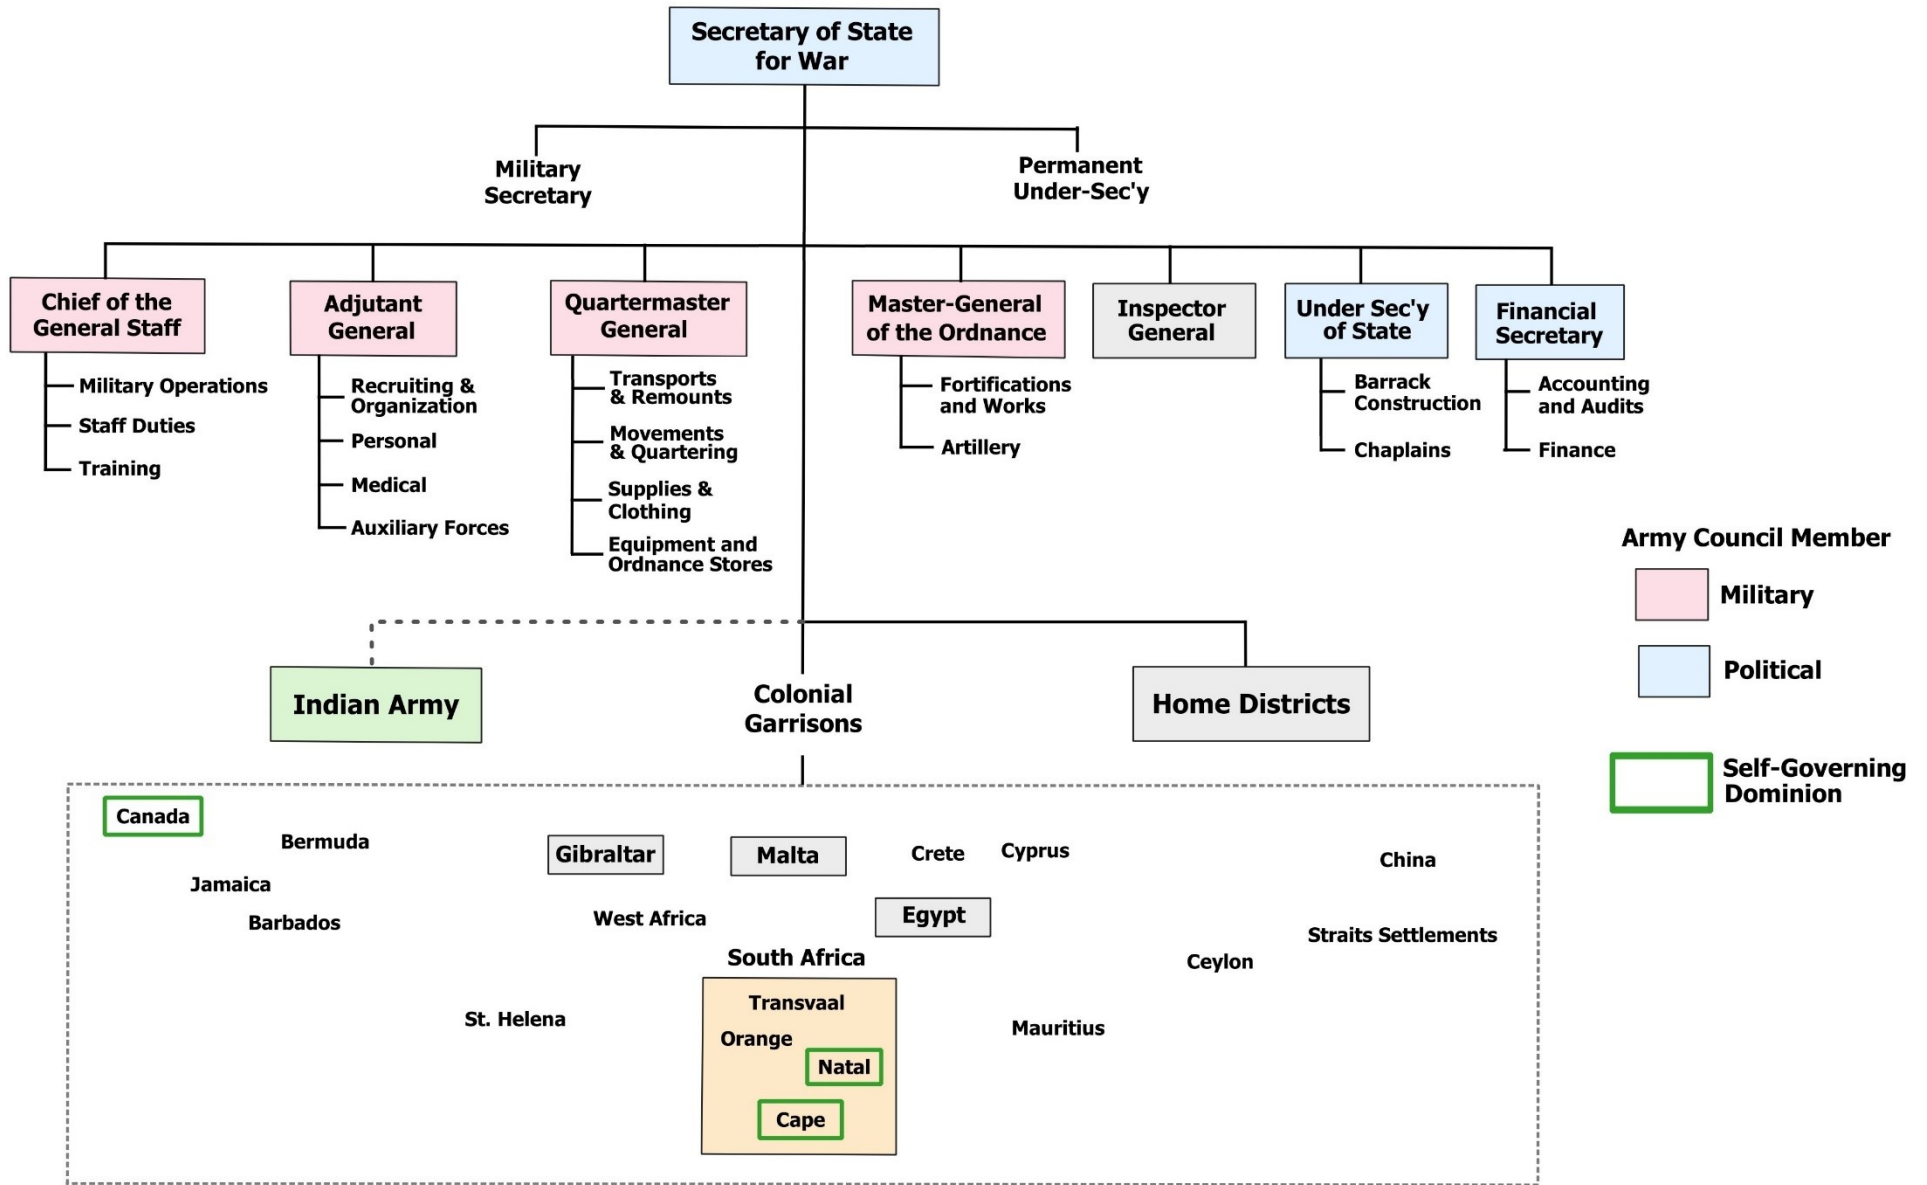 Secretary of State
for War
Military
Secretary
Permanent
Under-Sec'y
Chief of the
General Staff
Military Operations
Staff Duties
Training
Adjutant
General
Recruiting &
Organization
Personal
Medical
Auxiliary Forces
Quartermaster
General
Transports
& Remounts
Movements
& Quartering
Supplies &
Clothing
Equipment and
Ordnance Stores
Master-General
of the Ordnance
Fortifications
and Works
Artillery
Inspector
General
Under Sec'y
of State
Barrack
Construction
Chaplains
Financial
Secretary
Accounting
and Audits
Finance
Army Council Member
Military
Political
Self-Governing
Dominion
Indian Army
Colonial
Garrisons
Home Districts
Canada
Bermuda
Jamaica
Barbados
Gibraltar
Malta
Crete
Cyprus
China
West Africa
Egypt
Straits Settlements
South Africa
Ceylon
Transvaal
Orange
Natal
Cape
St. Helena
Mauritius